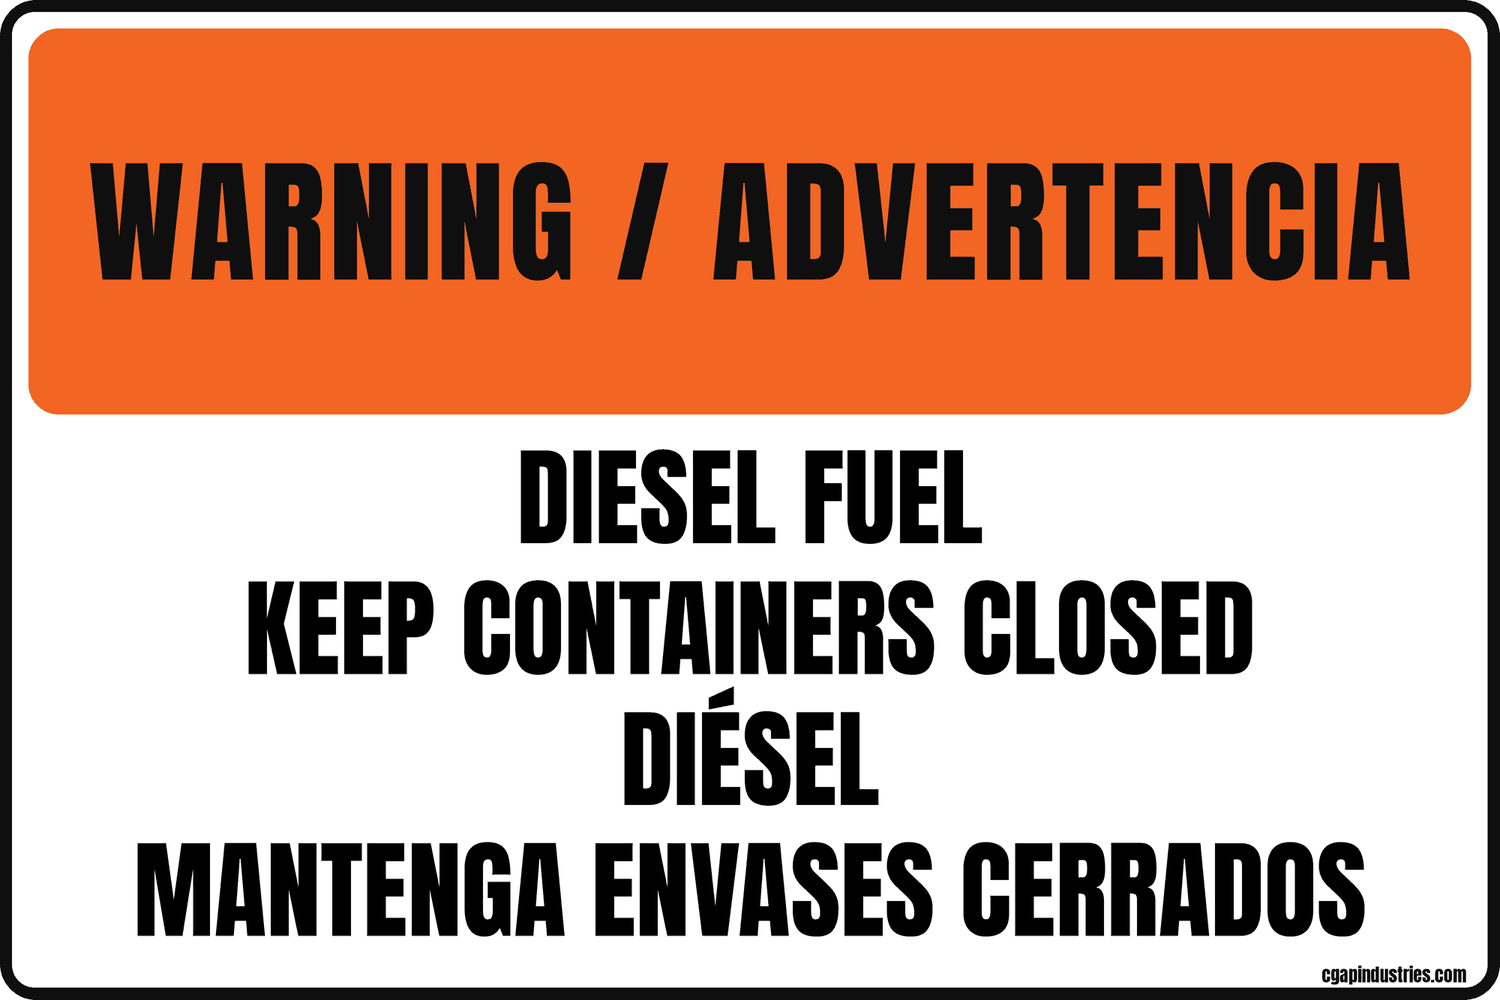 WARNING / ADVERTENCIA
DIESEL FUEL
KEEP CONTAINERS CLOSED
DIÉSEL
MANTENGA ENVASES CERRADOS
cgapindustries.com